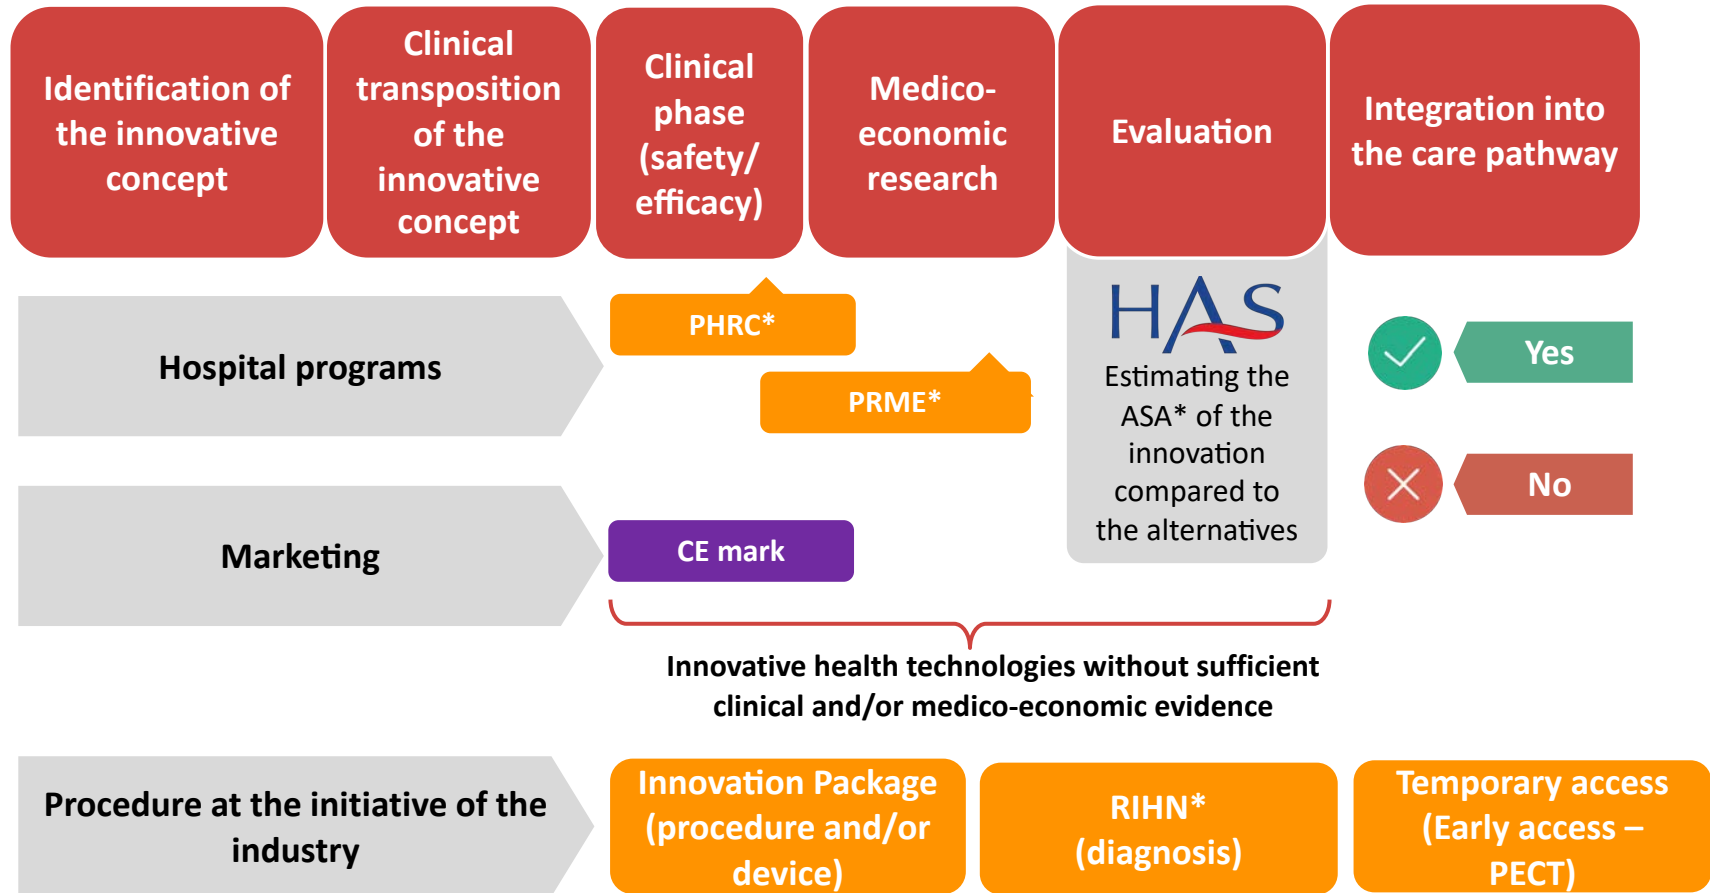 Identification of
the innovative
concept
Clinical
transposition
of the
innovative
concept
Clinical
phase
(safety/
efficacy)
Medico-
economic
research
Evaluation
Integration into
the care pathway
Hospital programs
PHRC*
PRME*
HAS
Estimating the
ASA* of the
innovation
compared to
the alternatives
Yes
No
Marketing
CE mark
Innovative health technologies without sufficient
clinical and/or medico-economic evidence
Procedure at the initiative of the
industry
Innovation Package
(procedure and/or
device)
RIHN*
(diagnosis)
Temporary access
(Early access –
PECT)